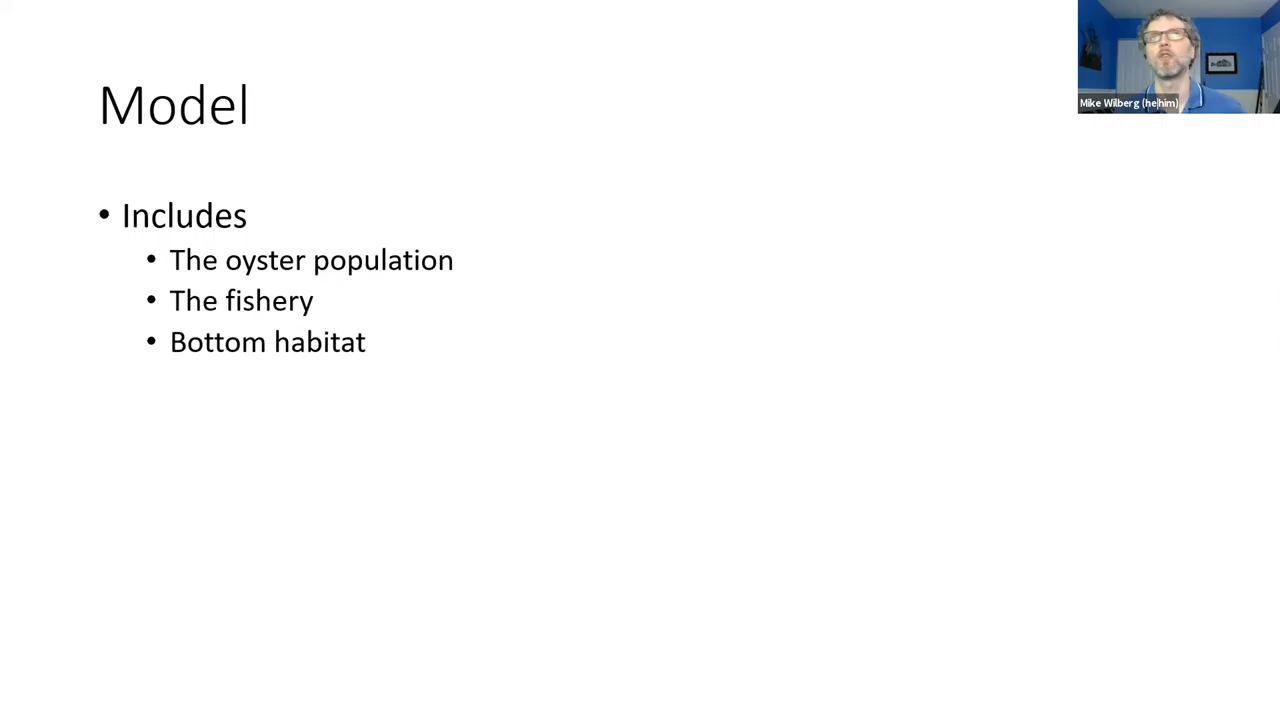 Model
• Includes
• The oyster population
• The fishery
• Bottom habitat
Mike Wilberg (he|him)